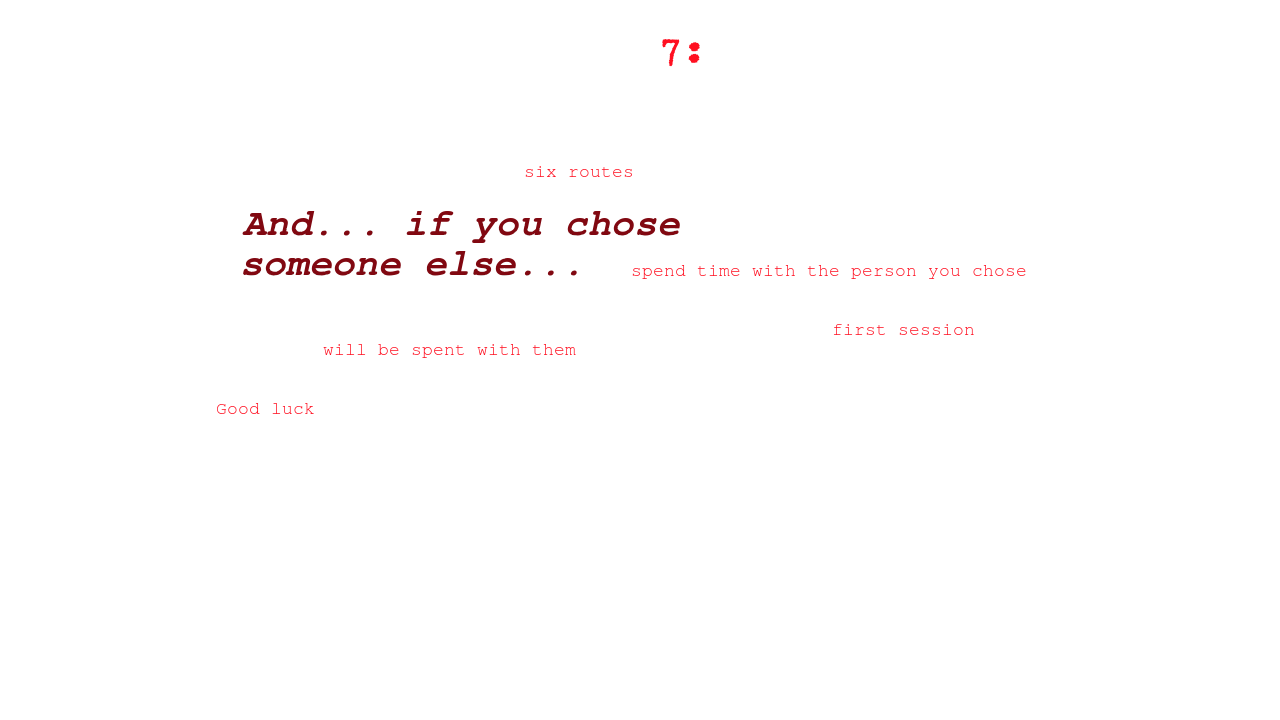 7:
six routes
And... if you chose
someone else...
spend time with the person you chose
first session
will be spent with them
Good luck